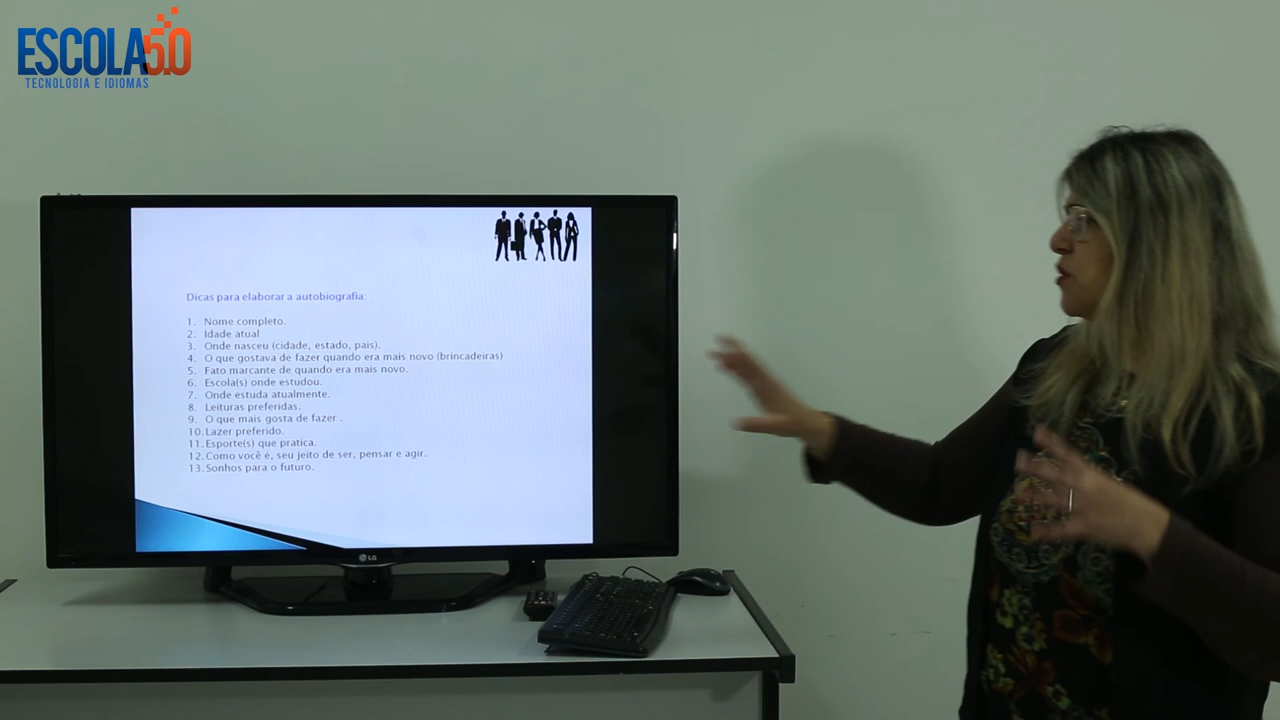 ESCOLA 5.0
TECNOLOGIA E IDIOMAS
Dicas para elaborar a autobiografia:
1. Nome completo.
2. Idade atual
3. Onde nasceu (cidade, estado, país).
4. O que gostava de fazer quando era mais novo (brincadeiras)
5. Fato marcante de quando era mais novo.
6. Escola(s) onde estudou.
7. Onde estuda atualmente.
8. Leituras preferidas.
9. O que mais gosta de fazer .
10. Lazer preferido.
11. Esporte(s) que pratica.
12. Como você é, seu jeito de ser, pensar e agir.
13. Sonhos para o futuro.
LG